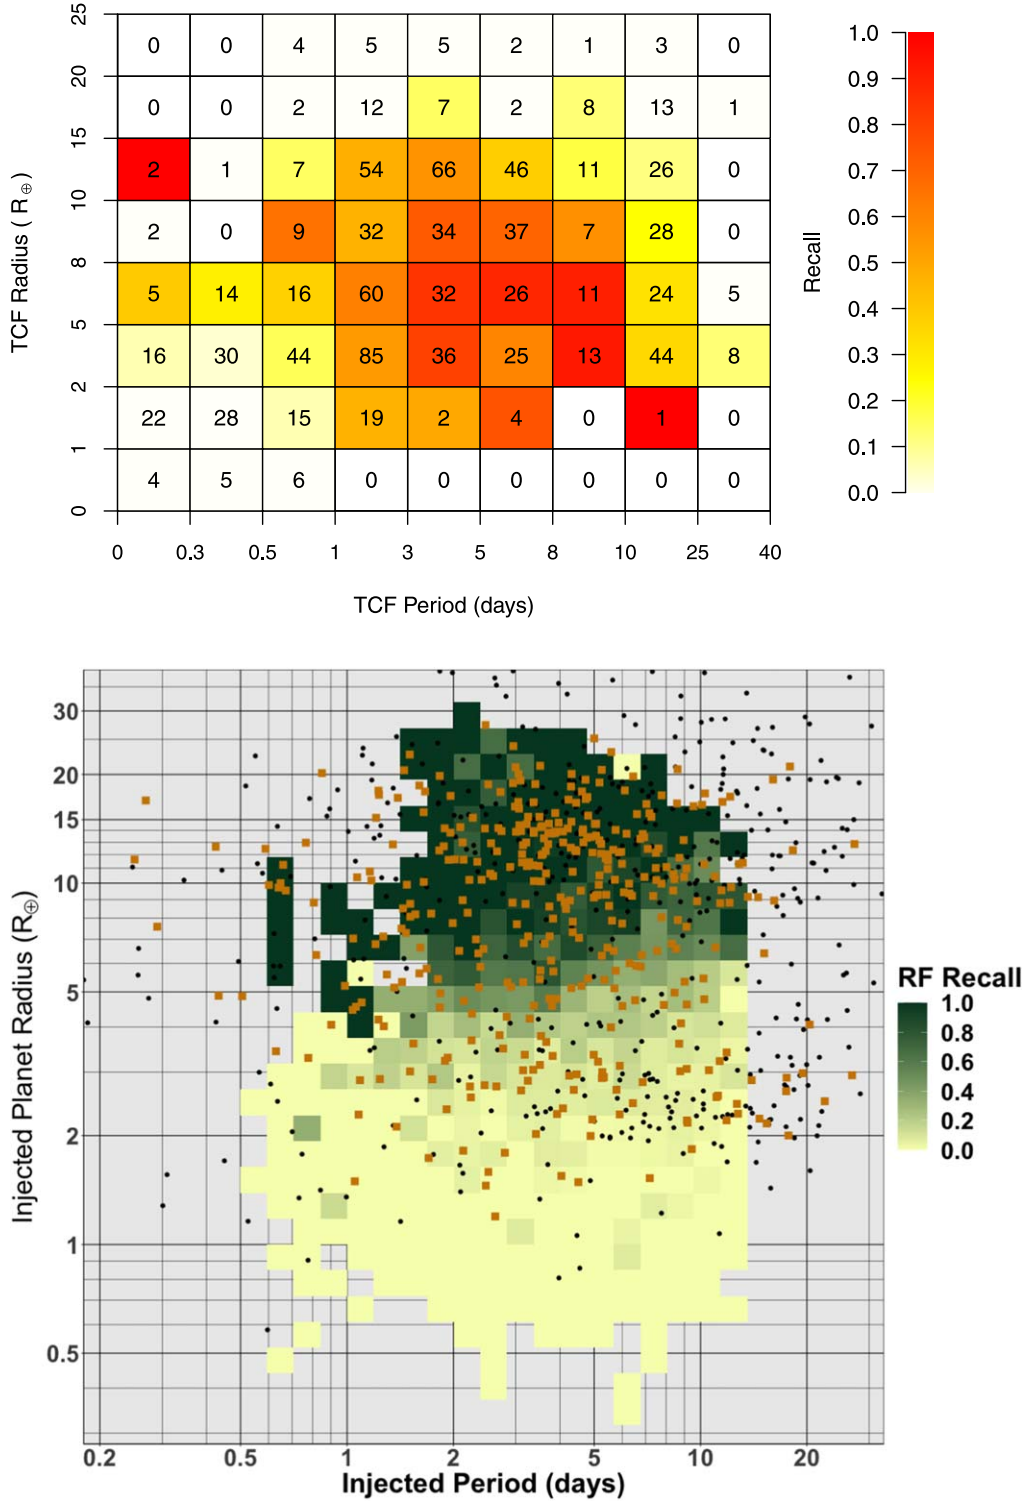 25
0 0 4 5 5 2 1 3 0
20
0 0 2 12 7 2 8 13 1
15
2 1 7 54 66 46 11 26 0
10
2 0 9 32 34 37 7 28 0
8
5 14 16 60 32 26 11 24 5
5
16 30 44 85 36 25 13 44 8
2
22 28 15 19 2 4 0 1 0
1
4 5 6 0 0 0 0 0 0
0
TCF Radius ( R⊕)
0 0.3 0.5 1 3 5 8 10 25 40
TCF Period (days)
Recall
1.0
0.9
0.8
0.7
0.6
0.5
0.4
0.3
0.2
0.1
0.0
Injected Planet Radius (R⊕)
30
20
15
10
5
2
1
0.5
0.2 0.5 1 2 5 10 20
Injected Period (days)
RF Recall
1.0
0.8
0.6
0.4
0.2
0.0